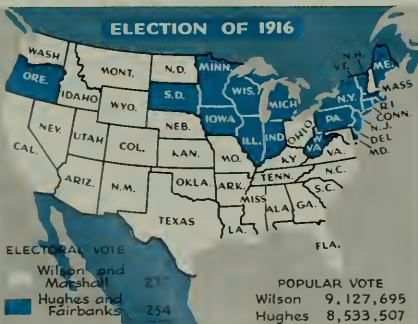 ELECTION OF 1916
WASH
ORE.
CAL.
NEV.
IDAHO
MONT.
WYO.
UTAH
ARIZ.
N.M.
COL.
N.D.
S.D.
NEB.
KAN.
OKLA.
TEXAS
MINN.
IOWA
MO.
ARK.
LA.
WIS.
ILL.
MICH
IND
OHIO
KY
TENN.
MISS
ALA.
GA.
FLA.
S.C.
N.C.
VA.
W.
VA
PA.
N.Y.
VT.
N.H.
ME.
MASS
R I
CONN.
N.J.
DEL
MD.
ELECTORAL VOTE
Wilson and
Marshall
Hughes and
Fairbanks 254
POPULAR VOTE
Wilson 9,127,695
Hughes 8,533,507